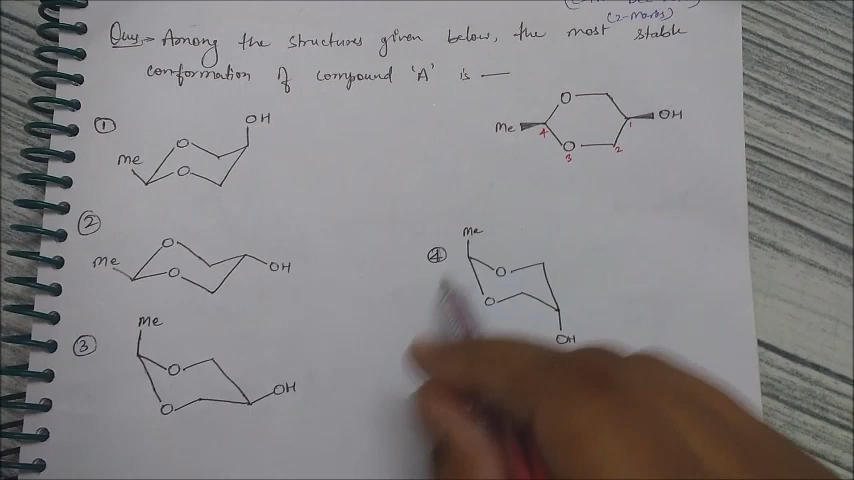 (2-marks)
Ques → Among the structures given below, the most stable
conformation of compound 'A' is —
①
OH
Me
O
O
O
OH
Me
O
1
2
3
4
②
Me
O
O
OH
③
Me
O
O
OH
④
Me
O
O
OH